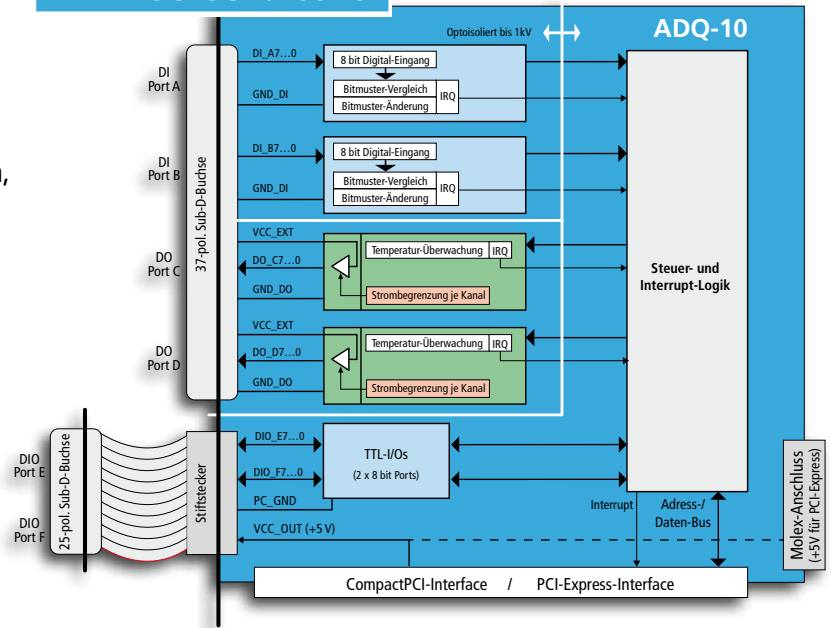 ADQ-10
Optoisoliert bis 1kV
DI
Port A
DI_A7...0
GND_DI
8 bit Digital-Eingang
Bitmuster-Vergleich
Bitmuster-Änderung
IRQ
DI
Port B
DI_B7...0
GND_DI
8 bit Digital-Eingang
Bitmuster-Vergleich
Bitmuster-Änderung
IRQ
37-pol. Sub-D-Buchse
DO
Port C
VCC_EXT
DO_C7...0
GND_DO
Temperatur-Überwachung
IRQ
Strombegrenzung je Kanal
DO
Port D
VCC_EXT
DO_D7...0
GND_DO
Temperatur-Überwachung
IRQ
Strombegrenzung je Kanal
Steuer- und
Interrupt-Logik
DIO
Port E
DIO
Port F
25-pol. Sub-D-Buchse
Stiftstecker
DIO_E7...0
DIO_F7...0
PC_GND
VCC_OUT (+5 V)
TTL-I/Os
(2 x 8 bit Ports)
Interrupt
Adress-/
Daten-Bus
Molex-Anschluss
(+5V für PCI-Express)
CompactPCI-Interface / PCI-Express-Interface